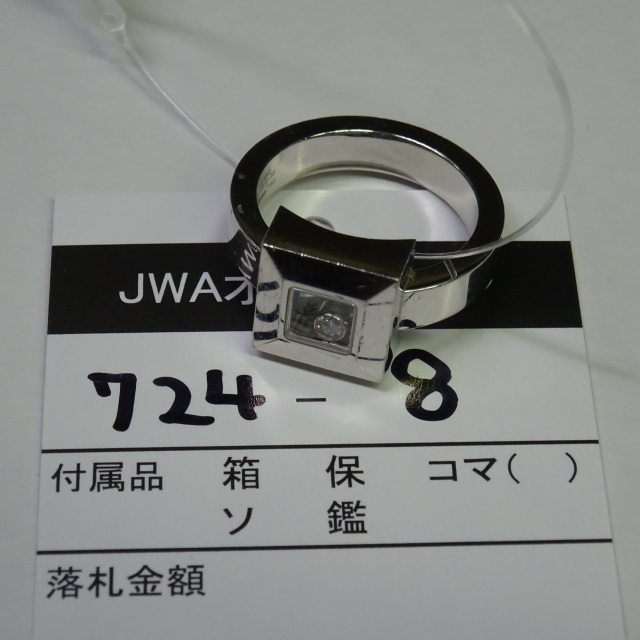 JWAオ
724-8
付属品 箱 保 コマ( )
ソ 鑑
落札金額